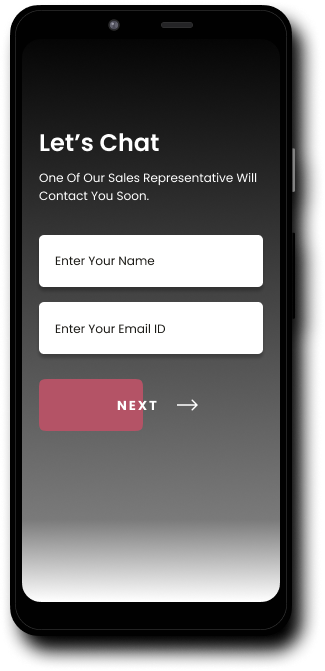 Let’s Chat
One Of Our Sales Representative Will
Contact You Soon.
Enter Your Name
Enter Your Email ID
NEXT